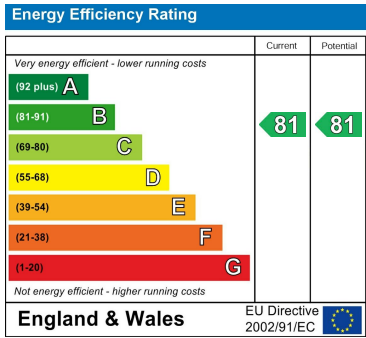 Energy Efficiency Rating
Current Potential
Very energy efficient - lower running costs
(92 plus) A
(81-91) B
81 81
(69-80) C
(55-68) D
(39-54) E
(21-38) F
(1-20) G
Not energy efficient - higher running costs
England & Wales
EU Directive
2002/91/EC